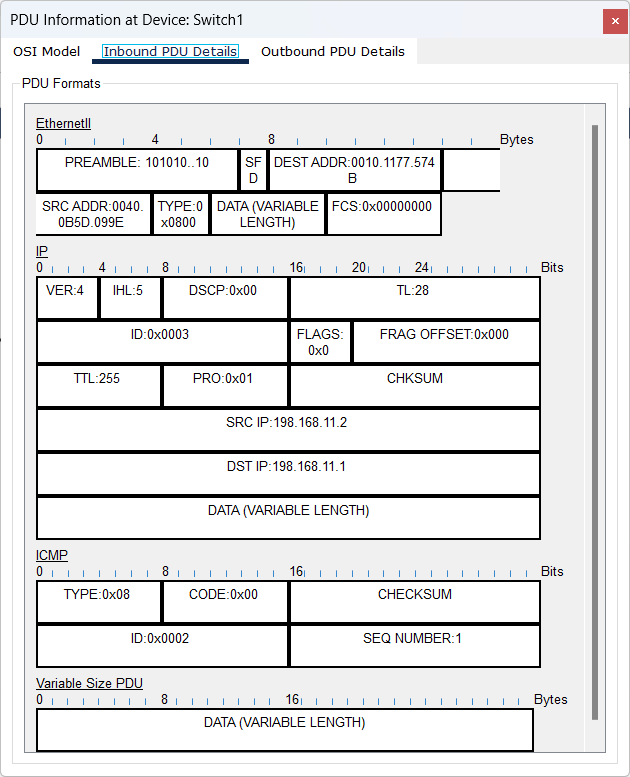 PDU Information at Device: Switch1
OSI Model Inbound PDU Details Outbound PDU Details
PDU Formats
EthernetII
0 4 8 Bytes
PREAMBLE: 101010..10 SF DEST ADDR:0010.1177.574
D B
SRC ADDR:0040. TYPE:0 DATA (VARIABLE FCS:0x00000000
0B5D.099E x0800 LENGTH)
IP
0 4 8 16 20 24 Bits
VER:4 IHL:5 DSCP:0x00 TL:28
ID:0x0003 FLAGS: FRAG OFFSET:0x000
0x0
TTL:255 PRO:0x01 CHKSUM
SRC IP:198.168.11.2
DST IP:198.168.11.1
DATA (VARIABLE LENGTH)
ICMP
0 8 16 Bits
TYPE:0x08 CODE:0x00 CHECKSUM
ID:0x0002 SEQ NUMBER:1
Variable Size PDU
0 8 16 Bytes
DATA (VARIABLE LENGTH)